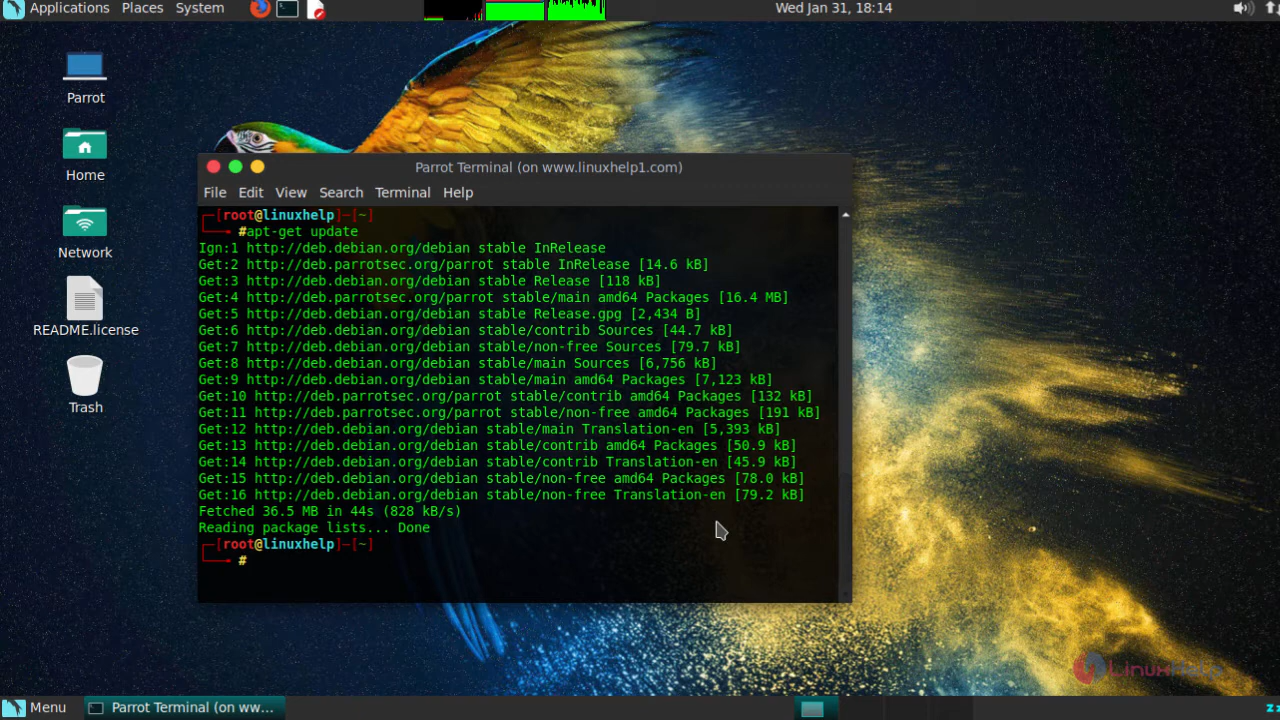 Applications Places System Wed Jan 31, 18:14
Parrot
Home
Network
README.license
Trash
Parrot Terminal (on www.linuxhelp1.com)
File Edit View Search Terminal Help
┌─[root@linuxhelp]─[~]
└──╼ #apt-get update
Ign:1 http://deb.debian.org/debian stable InRelease
Get:2 http://deb.parrotsec.org/parrot stable InRelease [14.6 kB]
Get:3 http://deb.debian.org/debian stable Release [118 kB]
Get:4 http://deb.parrotsec.org/parrot stable/main amd64 Packages [16.4 MB]
Get:5 http://deb.debian.org/debian stable Release.gpg [2,434 B]
Get:6 http://deb.debian.org/debian stable/contrib Sources [44.7 kB]
Get:7 http://deb.debian.org/debian stable/non-free Sources [79.7 kB]
Get:8 http://deb.debian.org/debian stable/main Sources [6,756 kB]
Get:9 http://deb.debian.org/debian stable/main amd64 Packages [7,123 kB]
Get:10 http://deb.parrotsec.org/parrot stable/contrib amd64 Packages [132 kB]
Get:11 http://deb.parrotsec.org/parrot stable/non-free amd64 Packages [191 kB]
Get:12 http://deb.debian.org/debian stable/main Translation-en [5,393 kB]
Get:13 http://deb.debian.org/debian stable/contrib amd64 Packages [50.9 kB]
Get:14 http://deb.debian.org/debian stable/contrib Translation-en [45.9 kB]
Get:15 http://deb.debian.org/debian stable/non-free amd64 Packages [78.0 kB]
Get:16 http://deb.debian.org/debian stable/non-free Translation-en [79.2 kB]
Fetched 36.5 MB in 44s (828 kB/s)
Reading package lists... Done
┌─[root@linuxhelp]─[~]
└──╼ #
LinuxHelp
Menu Parrot Terminal (on ww... zz